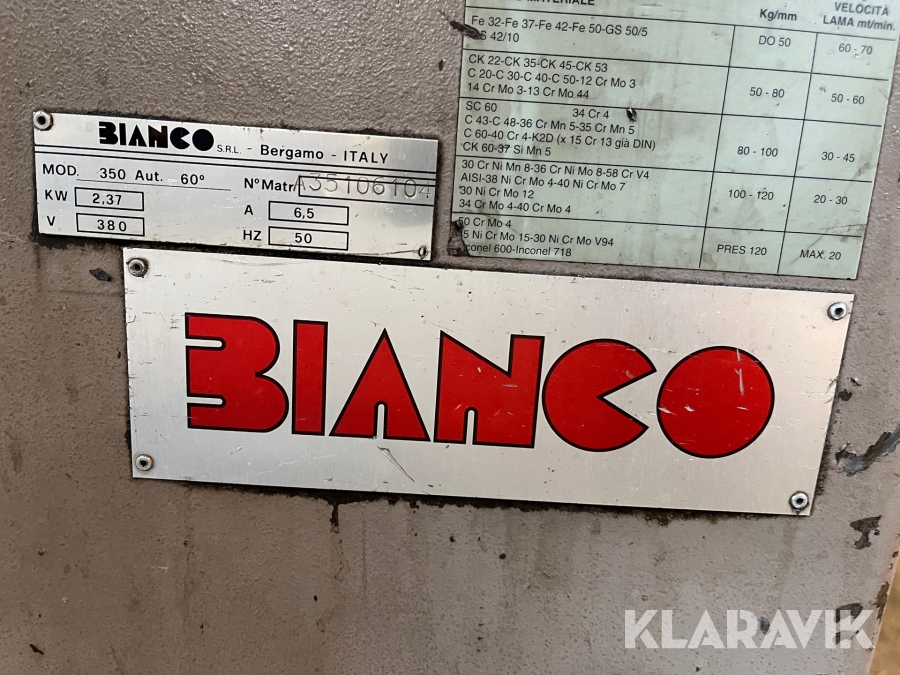 MATERIALE
Kg/mm
VELOCITÀ
LAMA mt/min.
Fe 32-Fe 37-Fe 42-Fe 50-GS 50/5
42/10
DO 50
60 - 70
CK 22-CK 35-CK 45-CK 53
C 20-C 30-C 40-C 50-12 Cr Mo 3
14 Cr Mo 3-13 Cr Mo 44
50 - 80
50 - 60
SC 60 34 Cr 4
C 43-C 48-36 Cr Mn 5-35 Cr Mn 5
C 60-40 Cr 4-K2D (x 15 Cr 13 già DIN)
CK 60-37 Si Mn 5
80 - 100
30 - 45
30 Cr Ni Mn 8-36 Cr Ni Mo 8-58 Cr V4
AISI-38 Ni Cr Mo 4-40 Ni Cr Mo 7
30 Ni Cr Mo 12
34 Cr Mo 4-40 Cr Mo 4
100 - 120
20 - 30
50 Cr Mo 4
5 Ni Cr Mo 15-30 Ni Cr Mo V94
Inconel 600-Inconel 718
PRES 120
MAX. 20
BIANCO S.R.L. - Bergamo - ITALY
MOD. 350 Aut. 60° N° Matr A35106104
KW 2,37 A 6,5
V 380 HZ 50
BIANCO
KLARAVIK